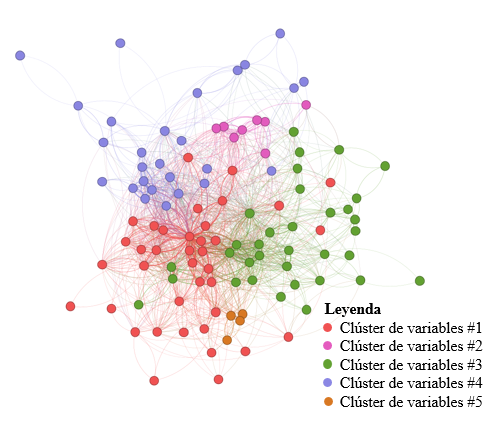 Leyenda
Clúster de variables #1
Clúster de variables #2
Clúster de variables #3
Clúster de variables #4
Clúster de variables #5